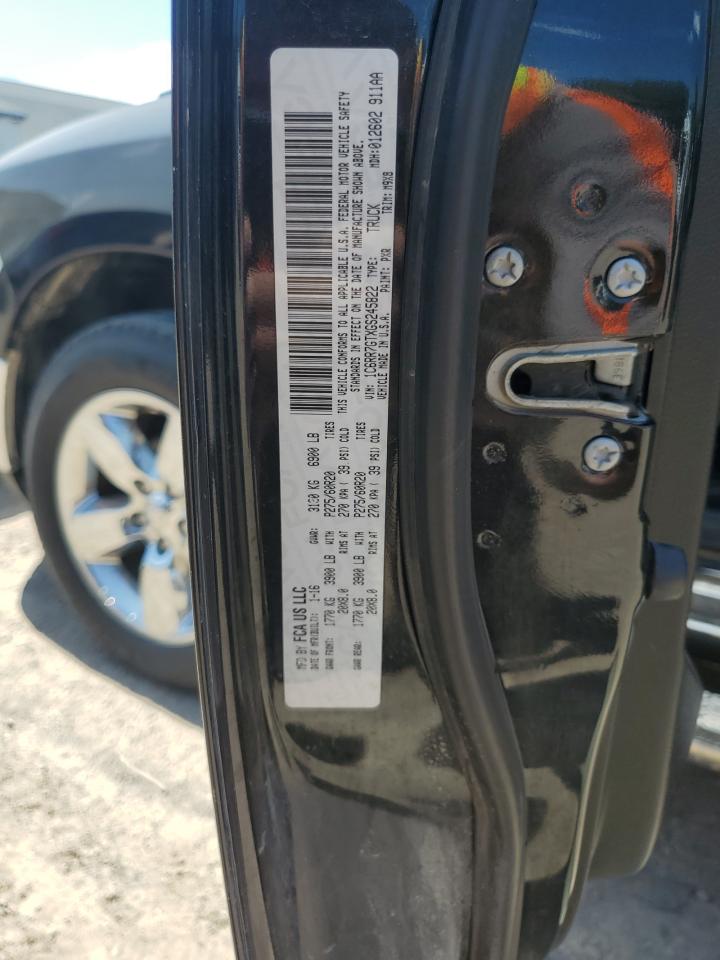 MFD BY FCA US LLC
DATE OF MFR(BUILT): 1-16 GVWR: 3130 KG 6900 LB
GAWR FRONT: 1770 KG 3900 LB WITH P275/60R20 TIRES
20X8.0 RIMS AT 270 KPA ( 39 PSI) COLD
GAWR REAR: 1770 KG 3900 LB WITH P275/60R20 TIRES
20X8.0 RIMS AT 270 KPA ( 39 PSI) COLD
THIS VEHICLE CONFORMS TO ALL APPLICABLE U.S.A. FEDERAL MOTOR VEHICLE SAFETY
STANDARDS IN EFFECT ON THE DATE OF MANUFACTURE SHOWN ABOVE.
VIN: 1C6RR7GTXGS245822 TYPE: TRUCK MDH:012602 911AA
VEHICLE MADE IN U.S.A. PAINT: PXR TRIM: M9X8